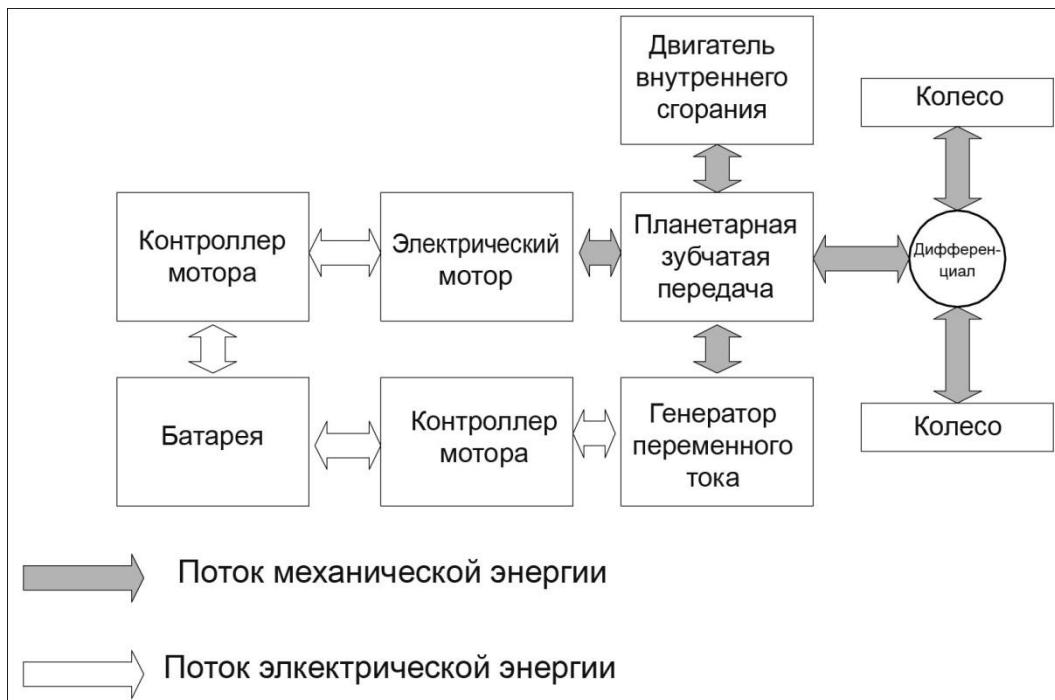 Двигатель
внутреннего
сгорания
Колесо
Контроллер
мотора
Электрический
мотор
Планетарная
зубчатая
передача
Дифферен-
циал
Батарея
Контроллер
мотора
Генератор
переменного
тока
Колесо
Поток механической энергии
Поток элкектрической энергии